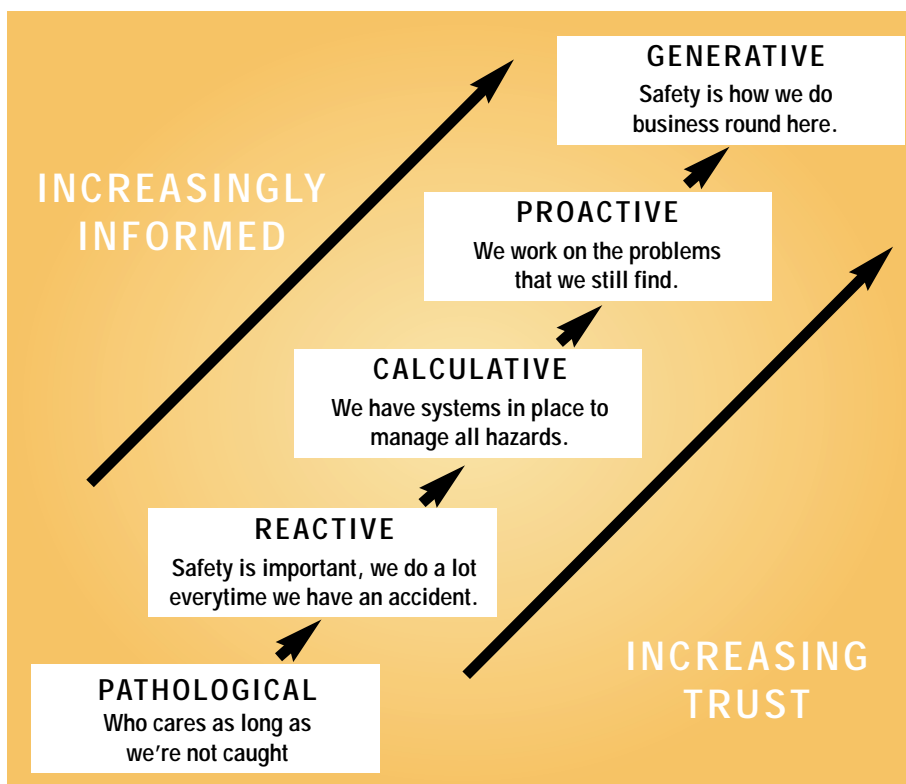 GENERATIVE
Safety is how we do
business round here.
INCREASINGLY
INFORMED
PROACTIVE
We work on the problems
that we still find.
CALCULATIVE
We have systems in place to
manage all hazards.
REACTIVE
Safety is important, we do a lot
everytime we have an accident.
INCREASING
TRUST
PATHOLOGICAL
Who cares as long as
we're not caught